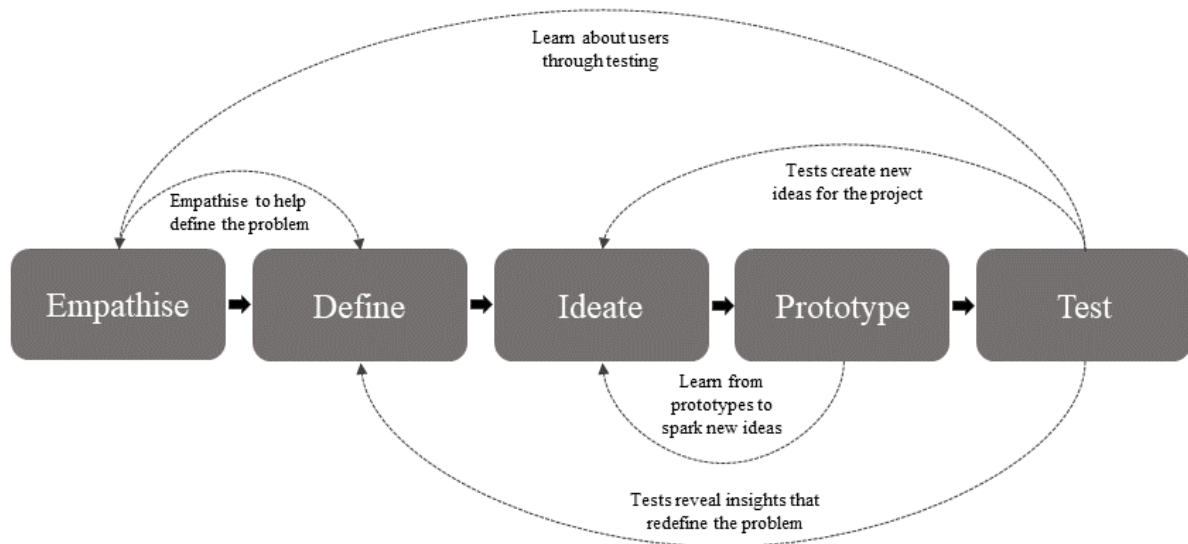 Learn about users
through testing
Tests create new
ideas for the project
Empathise to help
define the problem
Empathise
Define
Ideate
Prototype
Test
Learn from
prototypes to
spark new ideas
Tests reveal insights that
redefine the problem